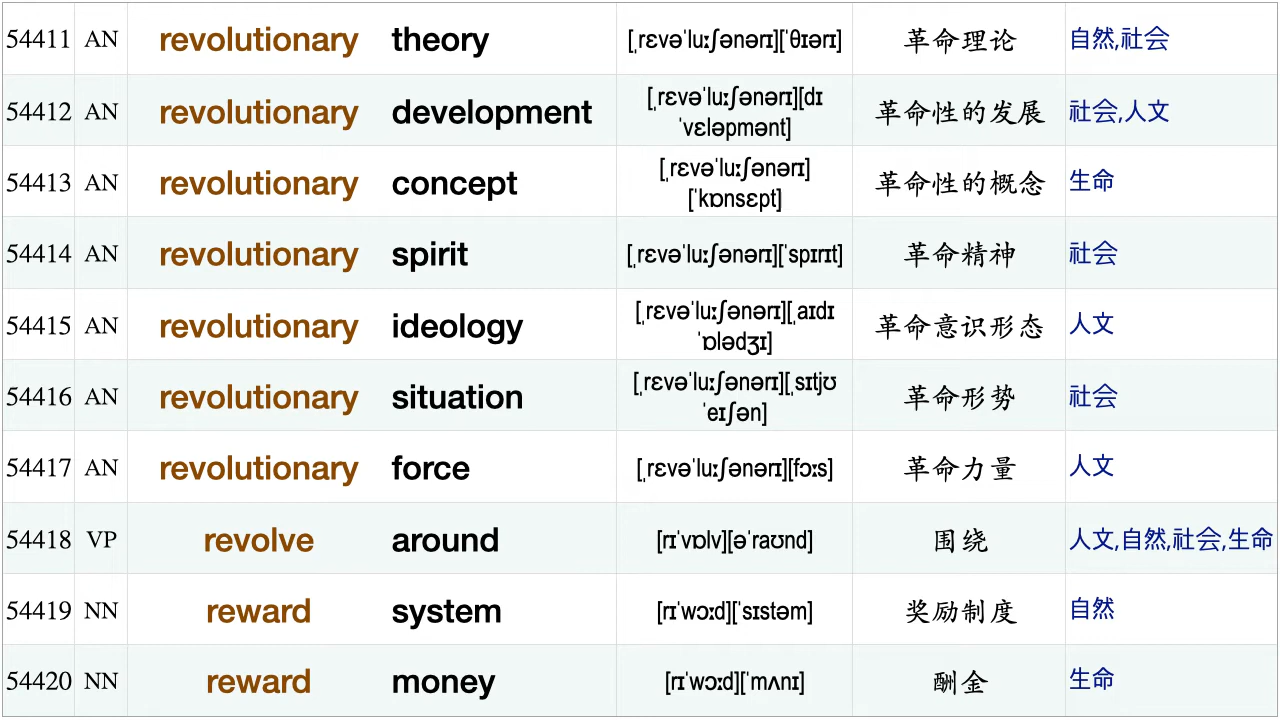 54411 AN revolutionary theory [ˌrɛvəˈluːʃənərɪ][ˈθɪərɪ] 革命理论 自然,社会
54412 AN revolutionary development [ˌrɛvəˈluːʃənərɪ][dɪˈvɛləpmənt] 革命性的发展 社会,人文
54413 AN revolutionary concept [ˌrɛvəˈluːʃənərɪ][ˈkɒnsɛpt] 革命性的概念 生命
54414 AN revolutionary spirit [ˌrɛvəˈluːʃənərɪ][ˈspɪrɪt] 革命精神 社会
54415 AN revolutionary ideology [ˌrɛvəˈluːʃənərɪ][ˌaɪdɪˈɒlədʒɪ] 革命意识形态 人文
54416 AN revolutionary situation [ˌrɛvəˈluːʃənərɪ][ˌsɪtjʊˈeɪʃən] 革命形势 社会
54417 AN revolutionary force [ˌrɛvəˈluːʃənərɪ][fɔːs] 革命力量 人文
54418 VP revolve around [rɪˈvɒlv][əˈraʊnd] 围绕 人文,自然,社会,生命
54419 NN reward system [rɪˈwɔːd][ˈsɪstəm] 奖励制度 自然
54420 NN reward money [rɪˈwɔːd][ˈmʌnɪ] 酬金 生命